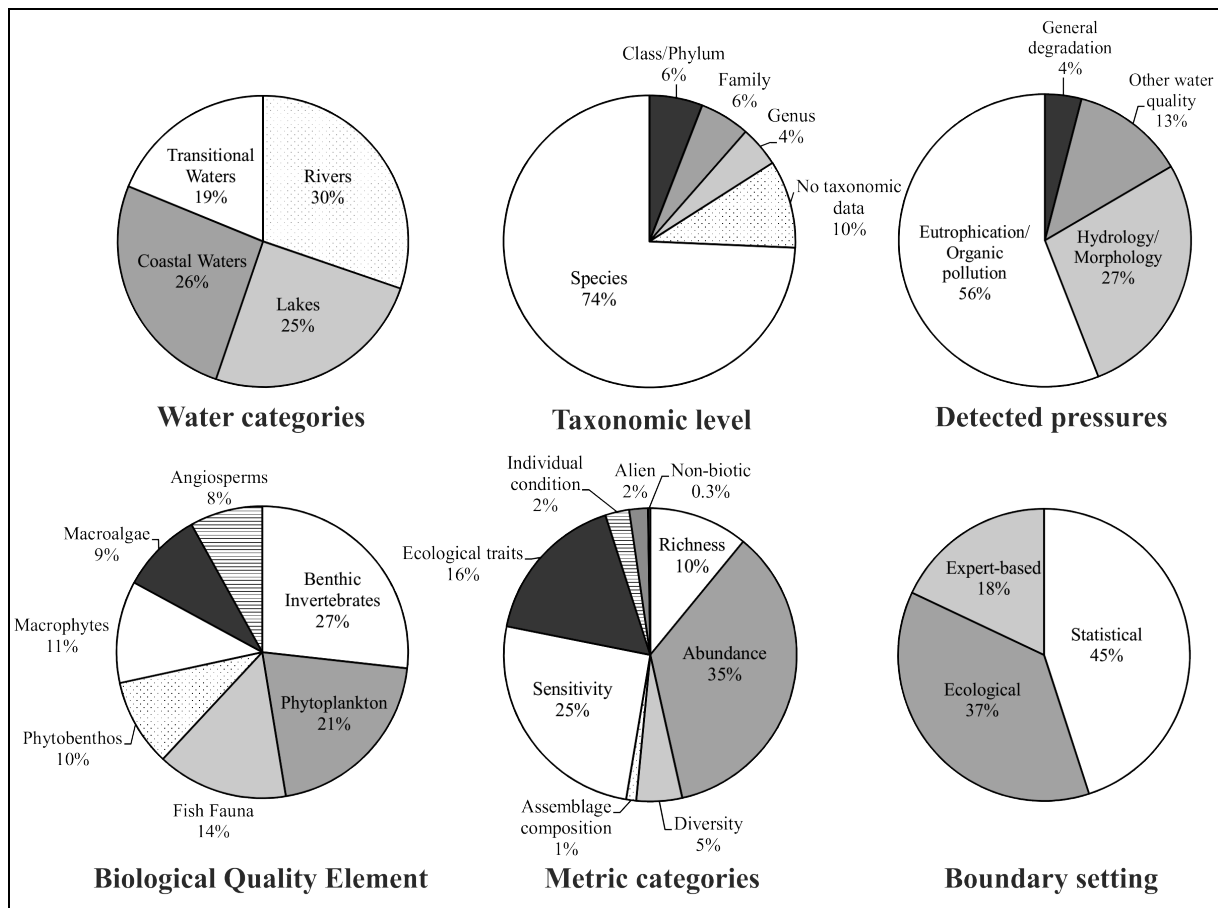 Transitional
Waters
19%
Rivers
30%
Coastal Waters
26%
Lakes
25%
Water categories
Class/Phylum
6%
Family
6%
Genus
4%
No taxonomic
data
10%
Species
74%
Taxonomic level
General
degradation
4%
Other water
quality
13%
Eutrophication/
Organic
pollution
56%
Hydrology/
Morphology
27%
Detected pressures
Angiosperms
8%
Macroalgae
9%
Benthic
Invertebrates
27%
Macrophytes
11%
Phytoplankton
21%
Phytobenthos
10%
Fish Fauna
14%
Biological Quality Element
Individual
condition
2%
Alien
2%
Non-biotic
0.3%
Richness
10%
Ecological traits
16%
Abundance
35%
Sensitivity
25%
Assemblage
composition
1%
Diversity
5%
Metric categories
Expert-based
18%
Statistical
45%
Ecological
37%
Boundary setting